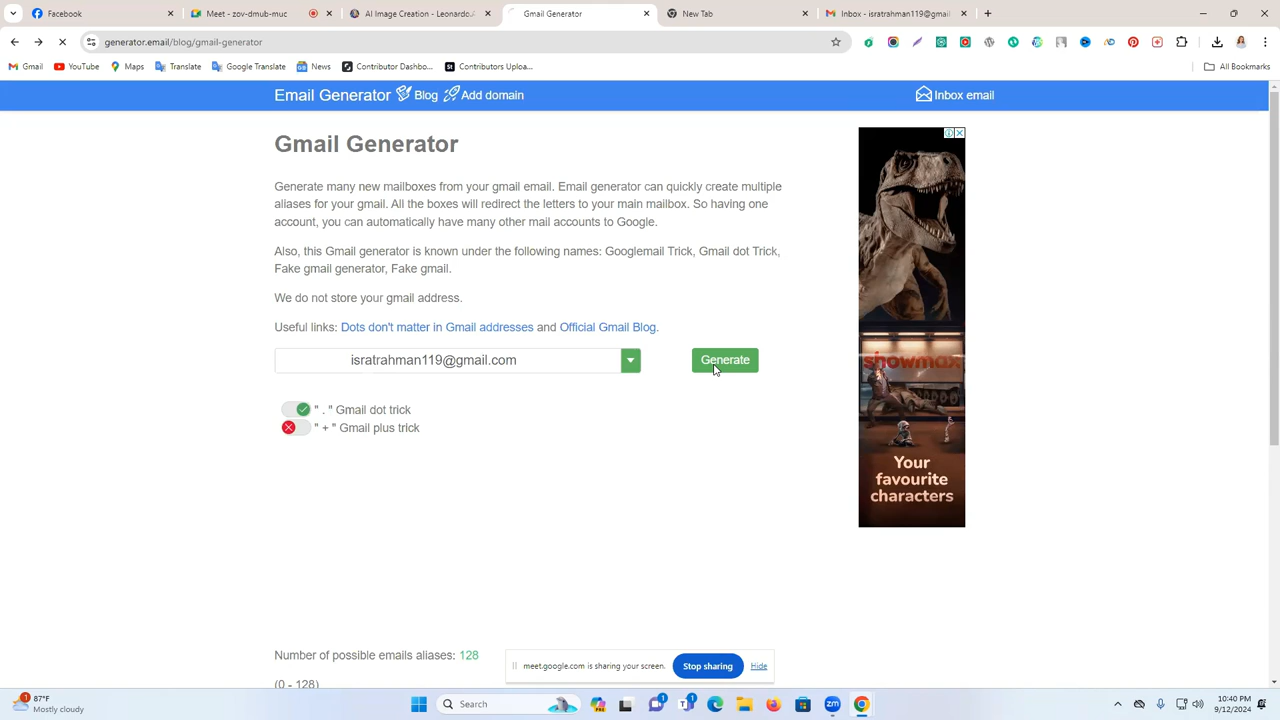 Facebook
Meet - zov-dmub-muc
AI Image Creation - Leonardo.A
Gmail Generator
New Tab
Inbox - isratrahman119@gmail
generator.email/blog/gmail-generator
Gmail
YouTube
Maps
Translate
Google Translate
News
Contributor Dashbo...
Contributors Uploa...
All Bookmarks
Email Generator
Blog
Add domain
Inbox email
Gmail Generator
Generate many new mailboxes from your gmail email. Email generator can quickly create multiple
aliases for your gmail. All the boxes will redirect the letters to your main mailbox. So having one
account, you can automatically have many other mail accounts to Google.
Also, this Gmail generator is known under the following names: Googlemail Trick, Gmail dot Trick,
Fake gmail generator, Fake gmail.
We do not store your gmail address.
Useful links: Dots don't matter in Gmail addresses and Official Gmail Blog.
isratrahman119@gmail.com
Generate
" . " Gmail dot trick
" + " Gmail plus trick
showmax
Your
favourite
characters
Number of possible emails aliases: 128
(0 - 128)
meet.google.com is sharing your screen.
Stop sharing
Hide
87°F
Mostly cloudy
Search
10:40 PM
9/12/2024